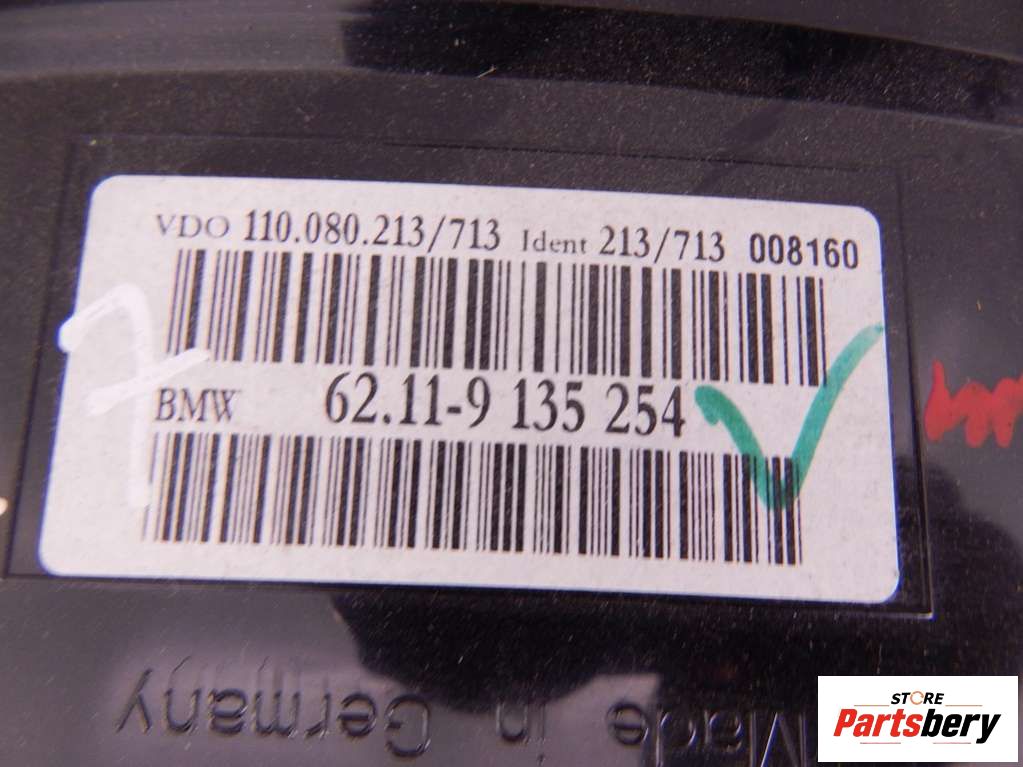 VDO 110.080.213/713 Ident 213/713 008160
7
BMW 62.11-9 135 254
Made in Germany
STORE
Partsbery